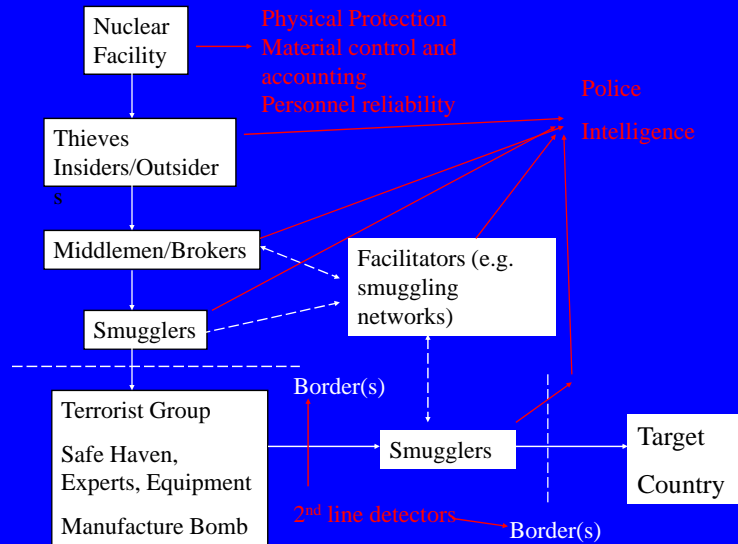 Nuclear
Facility
Physical Protection
Material control and
accounting
Personnel reliability
Police
Intelligence
Thieves
Insiders/Outsider
s
Middlemen/Brokers
Facilitators (e.g.
smuggling
networks)
Smugglers
Border(s)
Terrorist Group
Safe Haven,
Experts, Equipment
Manufacture Bomb
Smugglers
Target
Country
2nd line detectors
Border(s)